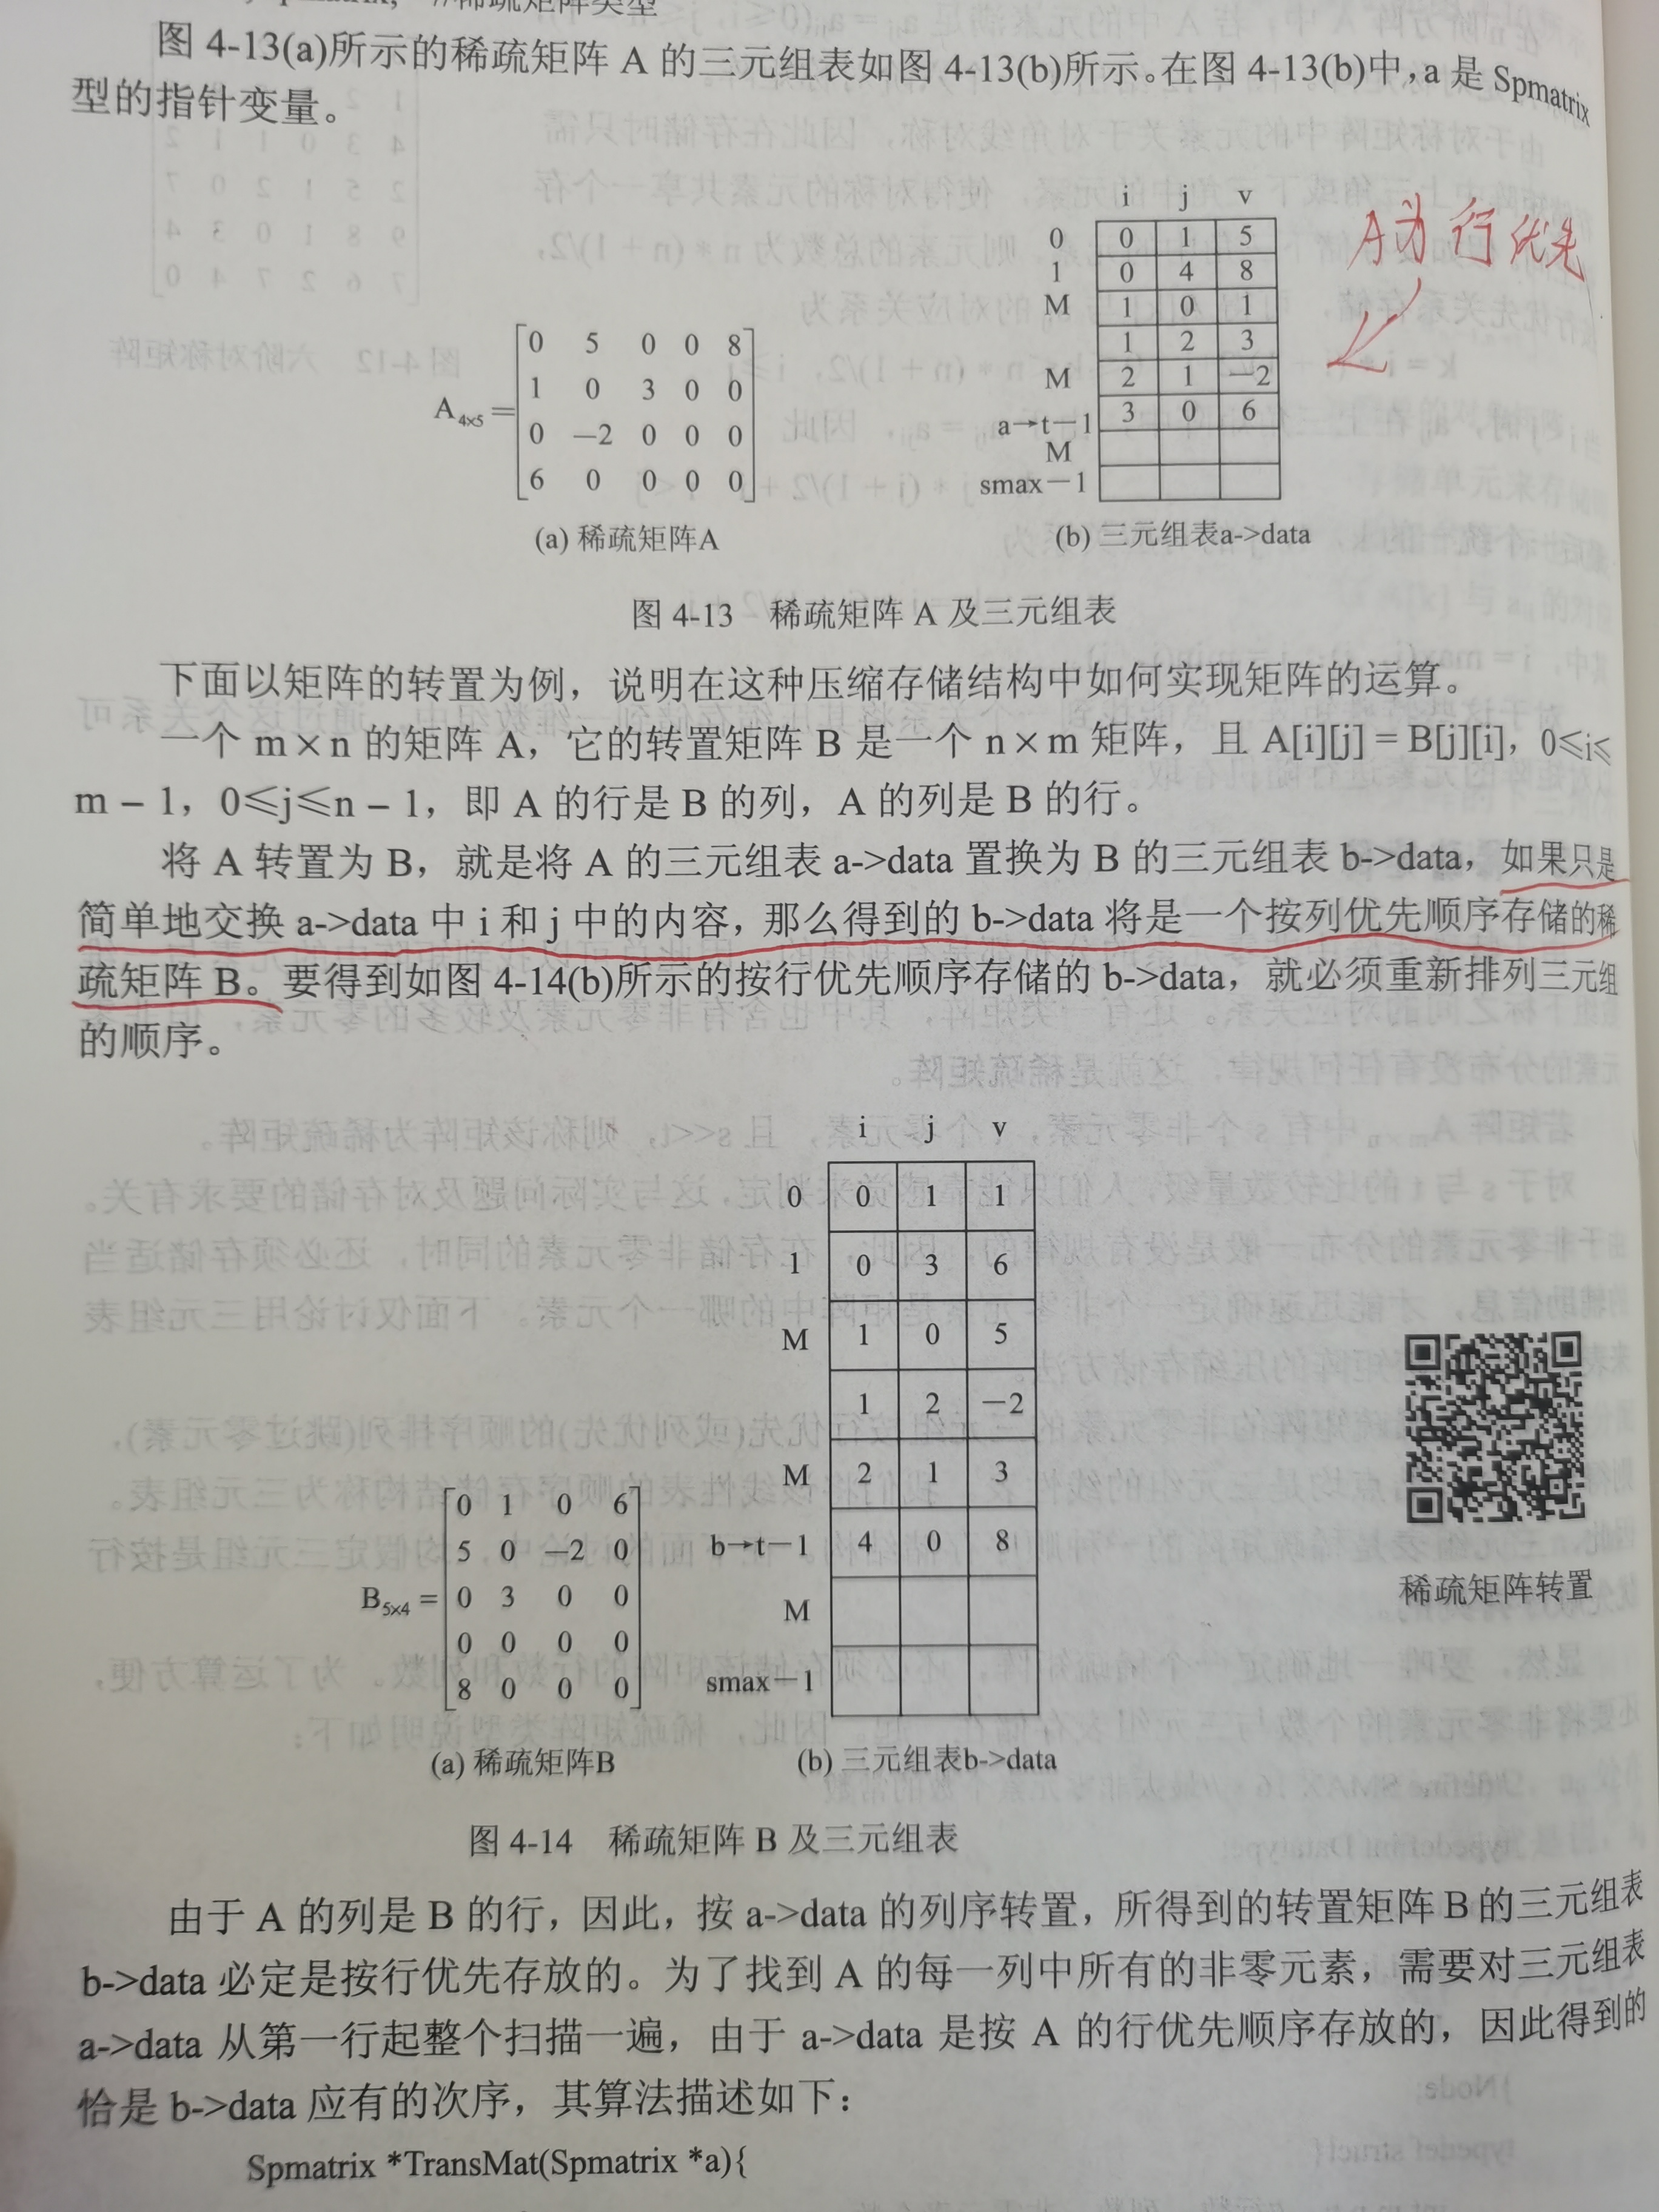 //稀疏矩阵类型
图 4-13(a)所示的稀疏矩阵 A 的三元组表如图 4-13(b)所示。在图 4-13(b)中,a 是 Spmatrix
型的指针变量。
i j v
0 0 1 5
1 0 4 8
M 1 0 1
1 2 3
M 2 1 −2
a→t−1 3 0 6
M
smax−1
A为行优先
A4×5=
0 5 0 0 8
1 0 3 0 0
0 −2 0 0 0
6 0 0 0 0
(a) 稀疏矩阵A
(b) 三元组表a->data
图 4-13 稀疏矩阵 A 及三元组表
下面以矩阵的转置为例，说明在这种压缩存储结构中如何实现矩阵的运算。
一个 m×n 的矩阵 A，它的转置矩阵 B 是一个 n×m 矩阵，且 A[i][j] = B[j][i]，0≤i≤
m − 1，0≤j≤n − 1，即 A 的行是 B 的列，A 的列是 B 的行。
将 A 转置为 B，就是将 A 的三元组表 a->data 置换为 B 的三元组表 b->data，如果只是
简单地交换 a->data 中 i 和 j 中的内容，那么得到的 b->data 将是一个按列优先顺序存储的稀
疏矩阵 B。要得到如图 4-14(b)所示的按行优先顺序存储的 b->data，就必须重新排列三元组
的顺序。
i j v
0 0 1 1
1 0 3 6
M 1 0 5
1 2 −2
M 2 1 3
b→t−1 4 0 8
M
smax−1
B5×4 =
0 1 0 6
5 0 −2 0
0 3 0 0
0 0 0 0
8 0 0 0
稀疏矩阵转置
(a) 稀疏矩阵B
(b) 三元组表b->data
图 4-14 稀疏矩阵 B 及三元组表
由于 A 的列是 B 的行，因此，按 a->data 的列序转置，所得到的转置矩阵 B 的三元组表
b->data 必定是按行优先存放的。为了找到 A 的每一列中所有的非零元素，需要对三元组表
a->data 从第一行起整个扫描一遍，由于 a->data 是按 A 的行优先顺序存放的，因此得到的
恰是 b->data 应有的次序，其算法描述如下：
Spmatrix *TransMat(Spmatrix *a){